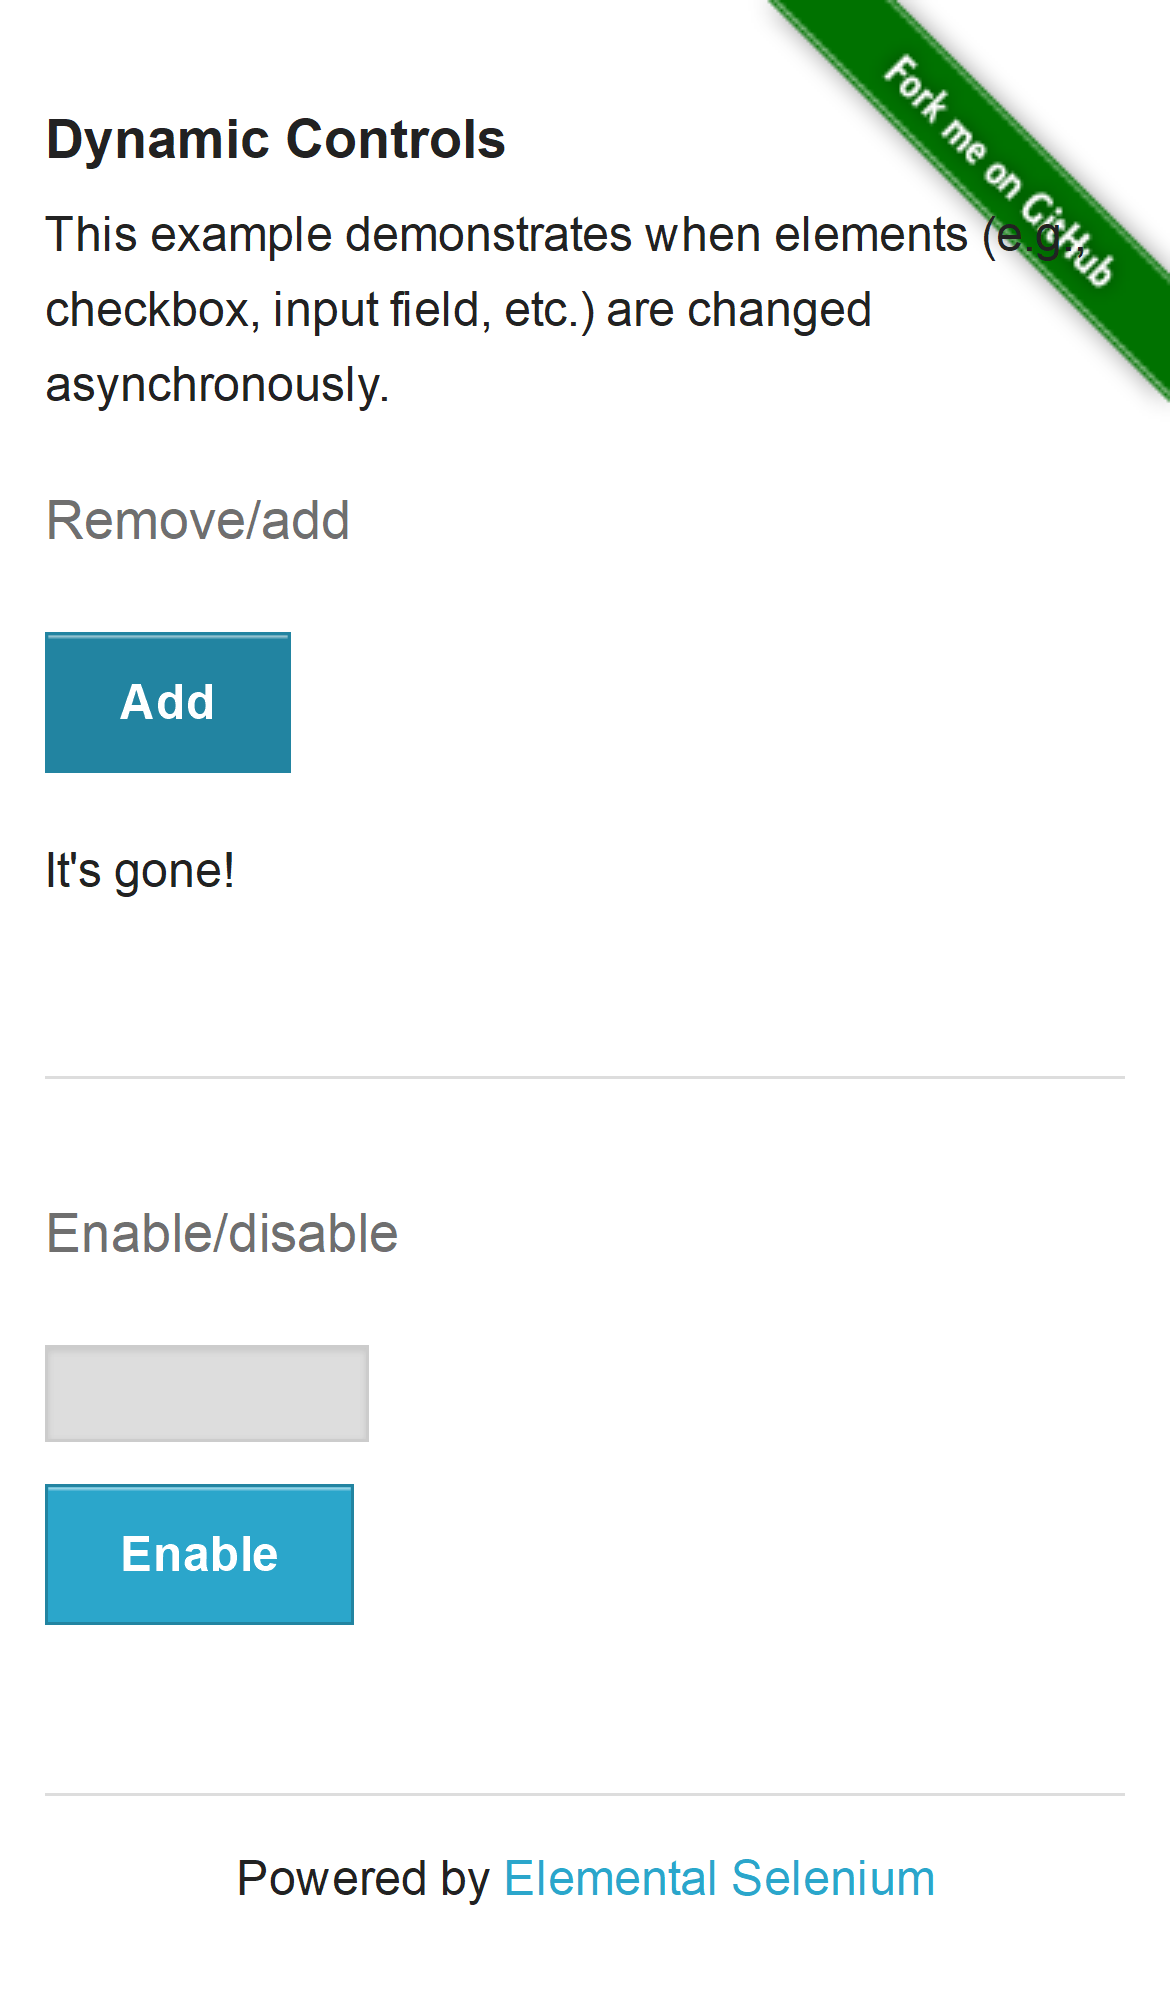 Fork me on GitHub
Dynamic Controls
This example demonstrates when elements (e.g.,
checkbox, input field, etc.) are changed
asynchronously.
Remove/add
Add
It's gone!
Enable/disable
Enable
Powered by Elemental Selenium